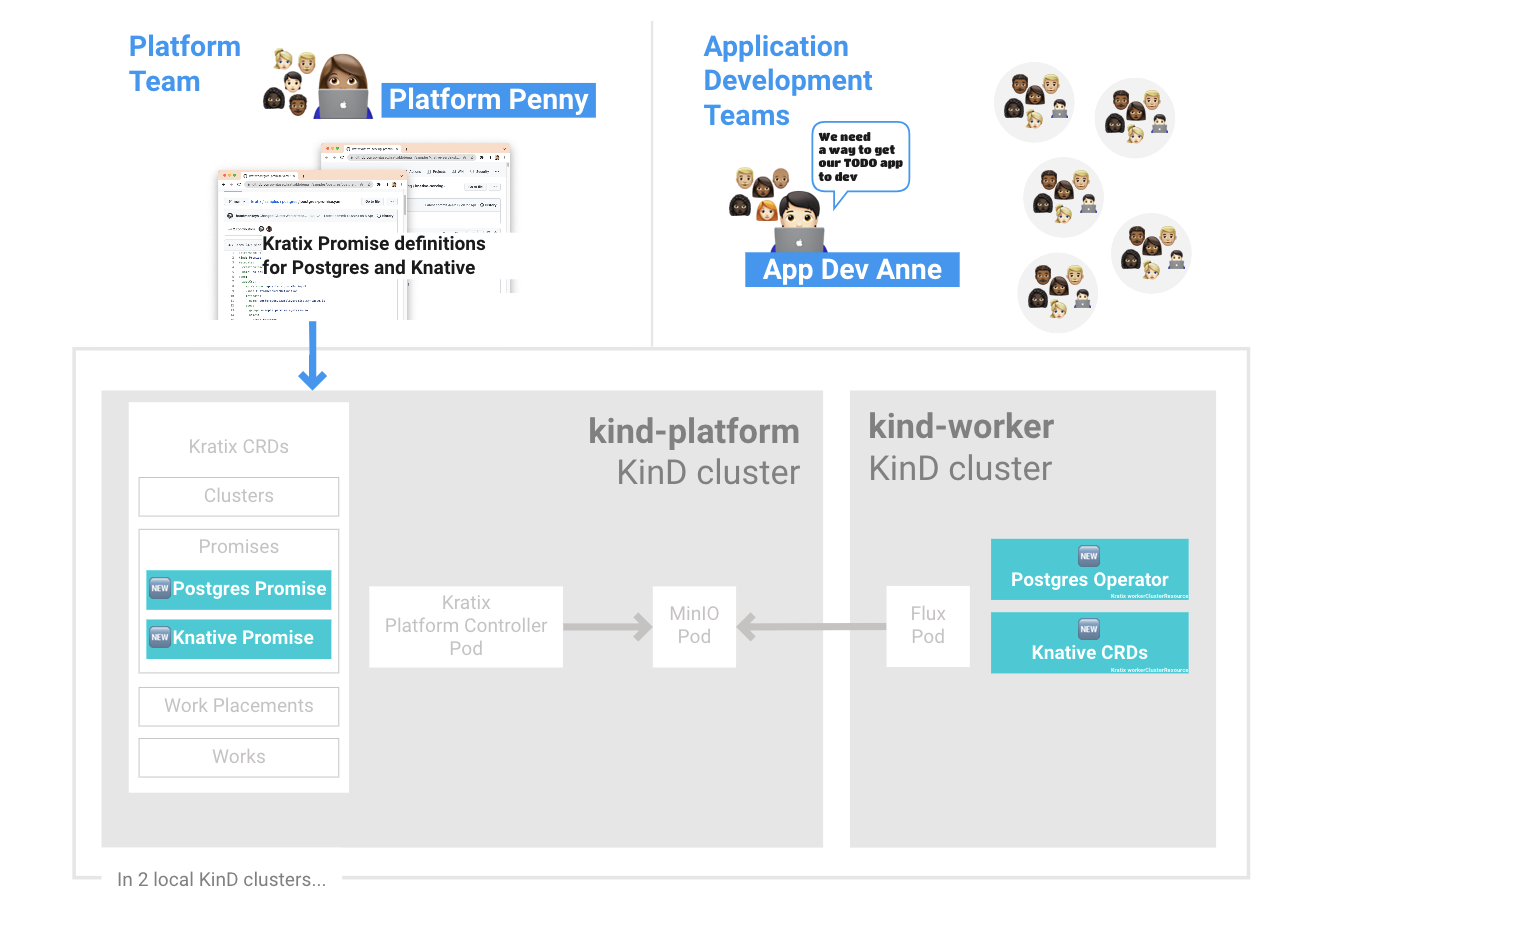 Platform
Team
Platform Penny
Kratix Promise definitions
for Postgres and Knative
Application
Development
Teams
We need
a way to get
our TODO app
to dev
App Dev Anne
Kratix CRDs
Clusters
Promises
NEW Postgres Promise
NEW Knative Promise
Work Placements
Works
kind-platform
KinD cluster
Kratix
Platform Controller
Pod
MinIO
Pod
kind-worker
KinD cluster
Flux
Pod
NEW
Postgres Operator
Kratix workerClusterResource
NEW
Knative CRDs
Kratix workerClusterResource
In 2 local KinD clusters...